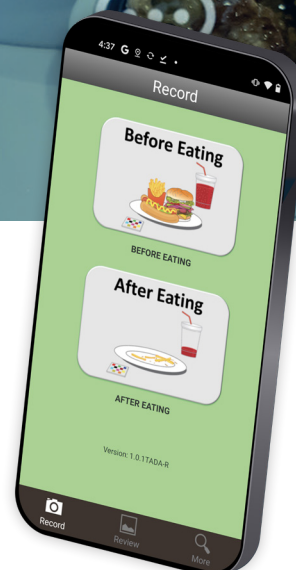 4:37 G
Record
Before Eating
BEFORE EATING
After Eating
AFTER EATING
Version: 1.0.1TADA-R
Record
Review
More